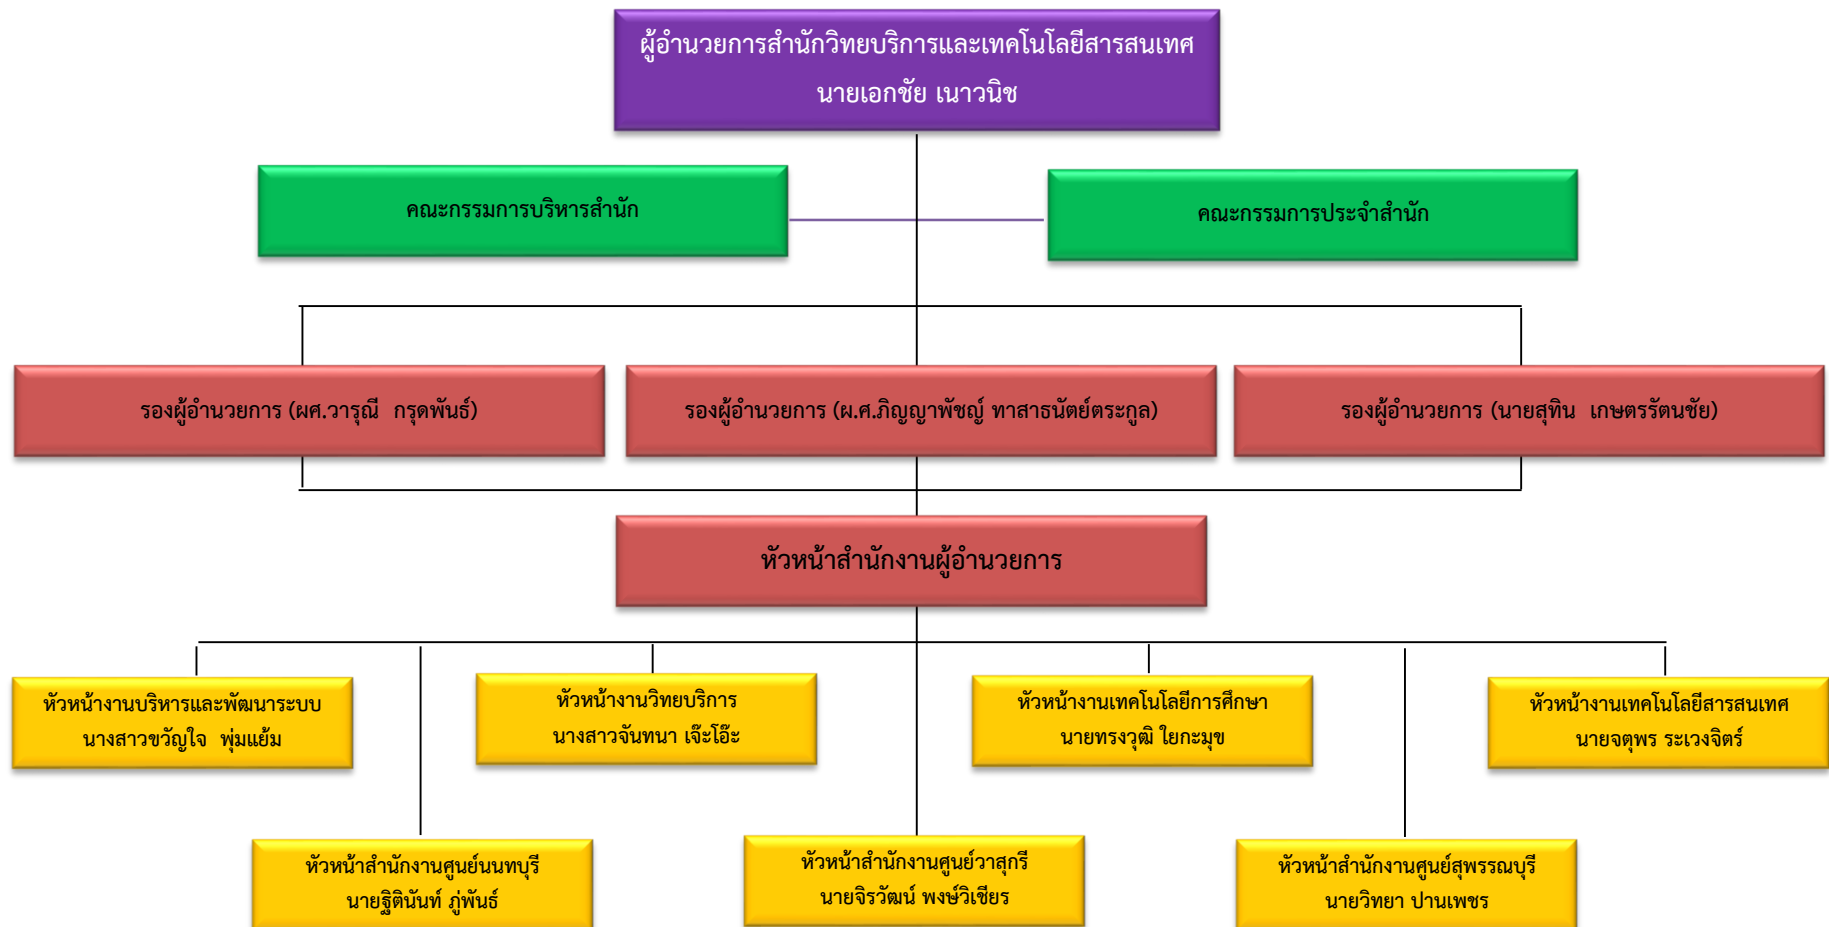 ผู้อำนวยการสำนักวิทยบริการและเทคโนโลยีสารสนเทศ
นายเอกชัย เนาวนิช
คณะกรรมการบริหารสำนัก
คณะกรรมการประจำสำนัก
รองผู้อำนวยการ (ผศ.วารุณี  กรุดพันธ์)
รองผู้อำนวยการ (ผ.ศ.ภิญญาพัชญ์ ทาสาธนัตย์ตระกูล)
รองผู้อำนวยการ (นายสุทิน  เกษตรรัตนชัย)
หัวหน้าสำนักงานผู้อำนวยการ
หัวหน้างานบริหารและพัฒนาระบบ
นางสาวขวัญใจ  พุ่มแย้ม
หัวหน้างานวิทยบริการ
นางสาวจันทนา เจ๊ะโอ๊ะ
หัวหน้างานเทคโนโลยีการศึกษา
นายทรงวุฒิ ใยกะมุข
หัวหน้างานเทคโนโลยีสารสนเทศ
นายจตุพร ระเวงจิตร์
หัวหน้าสำนักงานศูนย์นนทบุรี
นายฐิตินันท์ ภู่พันธ์
หัวหน้าสำนักงานศูนย์วาสุกรี
นายจิรวัฒน์ พงษ์วิเชียร
หัวหน้าสำนักงานศูนย์สุพรรณบุรี
นายวิทยา ปานเพชร